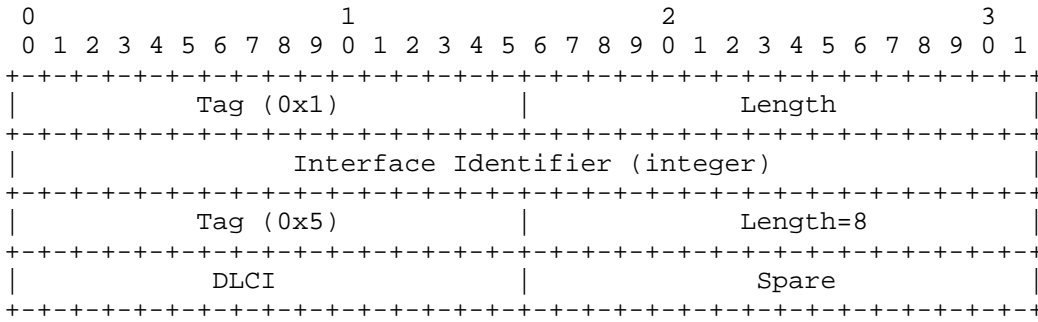 0                   1                   2                   3
 0 1 2 3 4 5 6 7 8 9 0 1 2 3 4 5 6 7 8 9 0 1 2 3 4 5 6 7 8 9 0 1
+-+-+-+-+-+-+-+-+-+-+-+-+-+-+-+-+-+-+-+-+-+-+-+-+-+-+-+-+-+-+-+-+
|           Tag (0x1)           |             Length            |
+-+-+-+-+-+-+-+-+-+-+-+-+-+-+-+-+-+-+-+-+-+-+-+-+-+-+-+-+-+-+-+-+
|                 Interface Identifier (integer)                |
+-+-+-+-+-+-+-+-+-+-+-+-+-+-+-+-+-+-+-+-+-+-+-+-+-+-+-+-+-+-+-+-+
|           Tag (0x5)           |             Length=8          |
+-+-+-+-+-+-+-+-+-+-+-+-+-+-+-+-+-+-+-+-+-+-+-+-+-+-+-+-+-+-+-+-+
|            DLCI               |              Spare            |
+-+-+-+-+-+-+-+-+-+-+-+-+-+-+-+-+-+-+-+-+-+-+-+-+-+-+-+-+-+-+-+-+